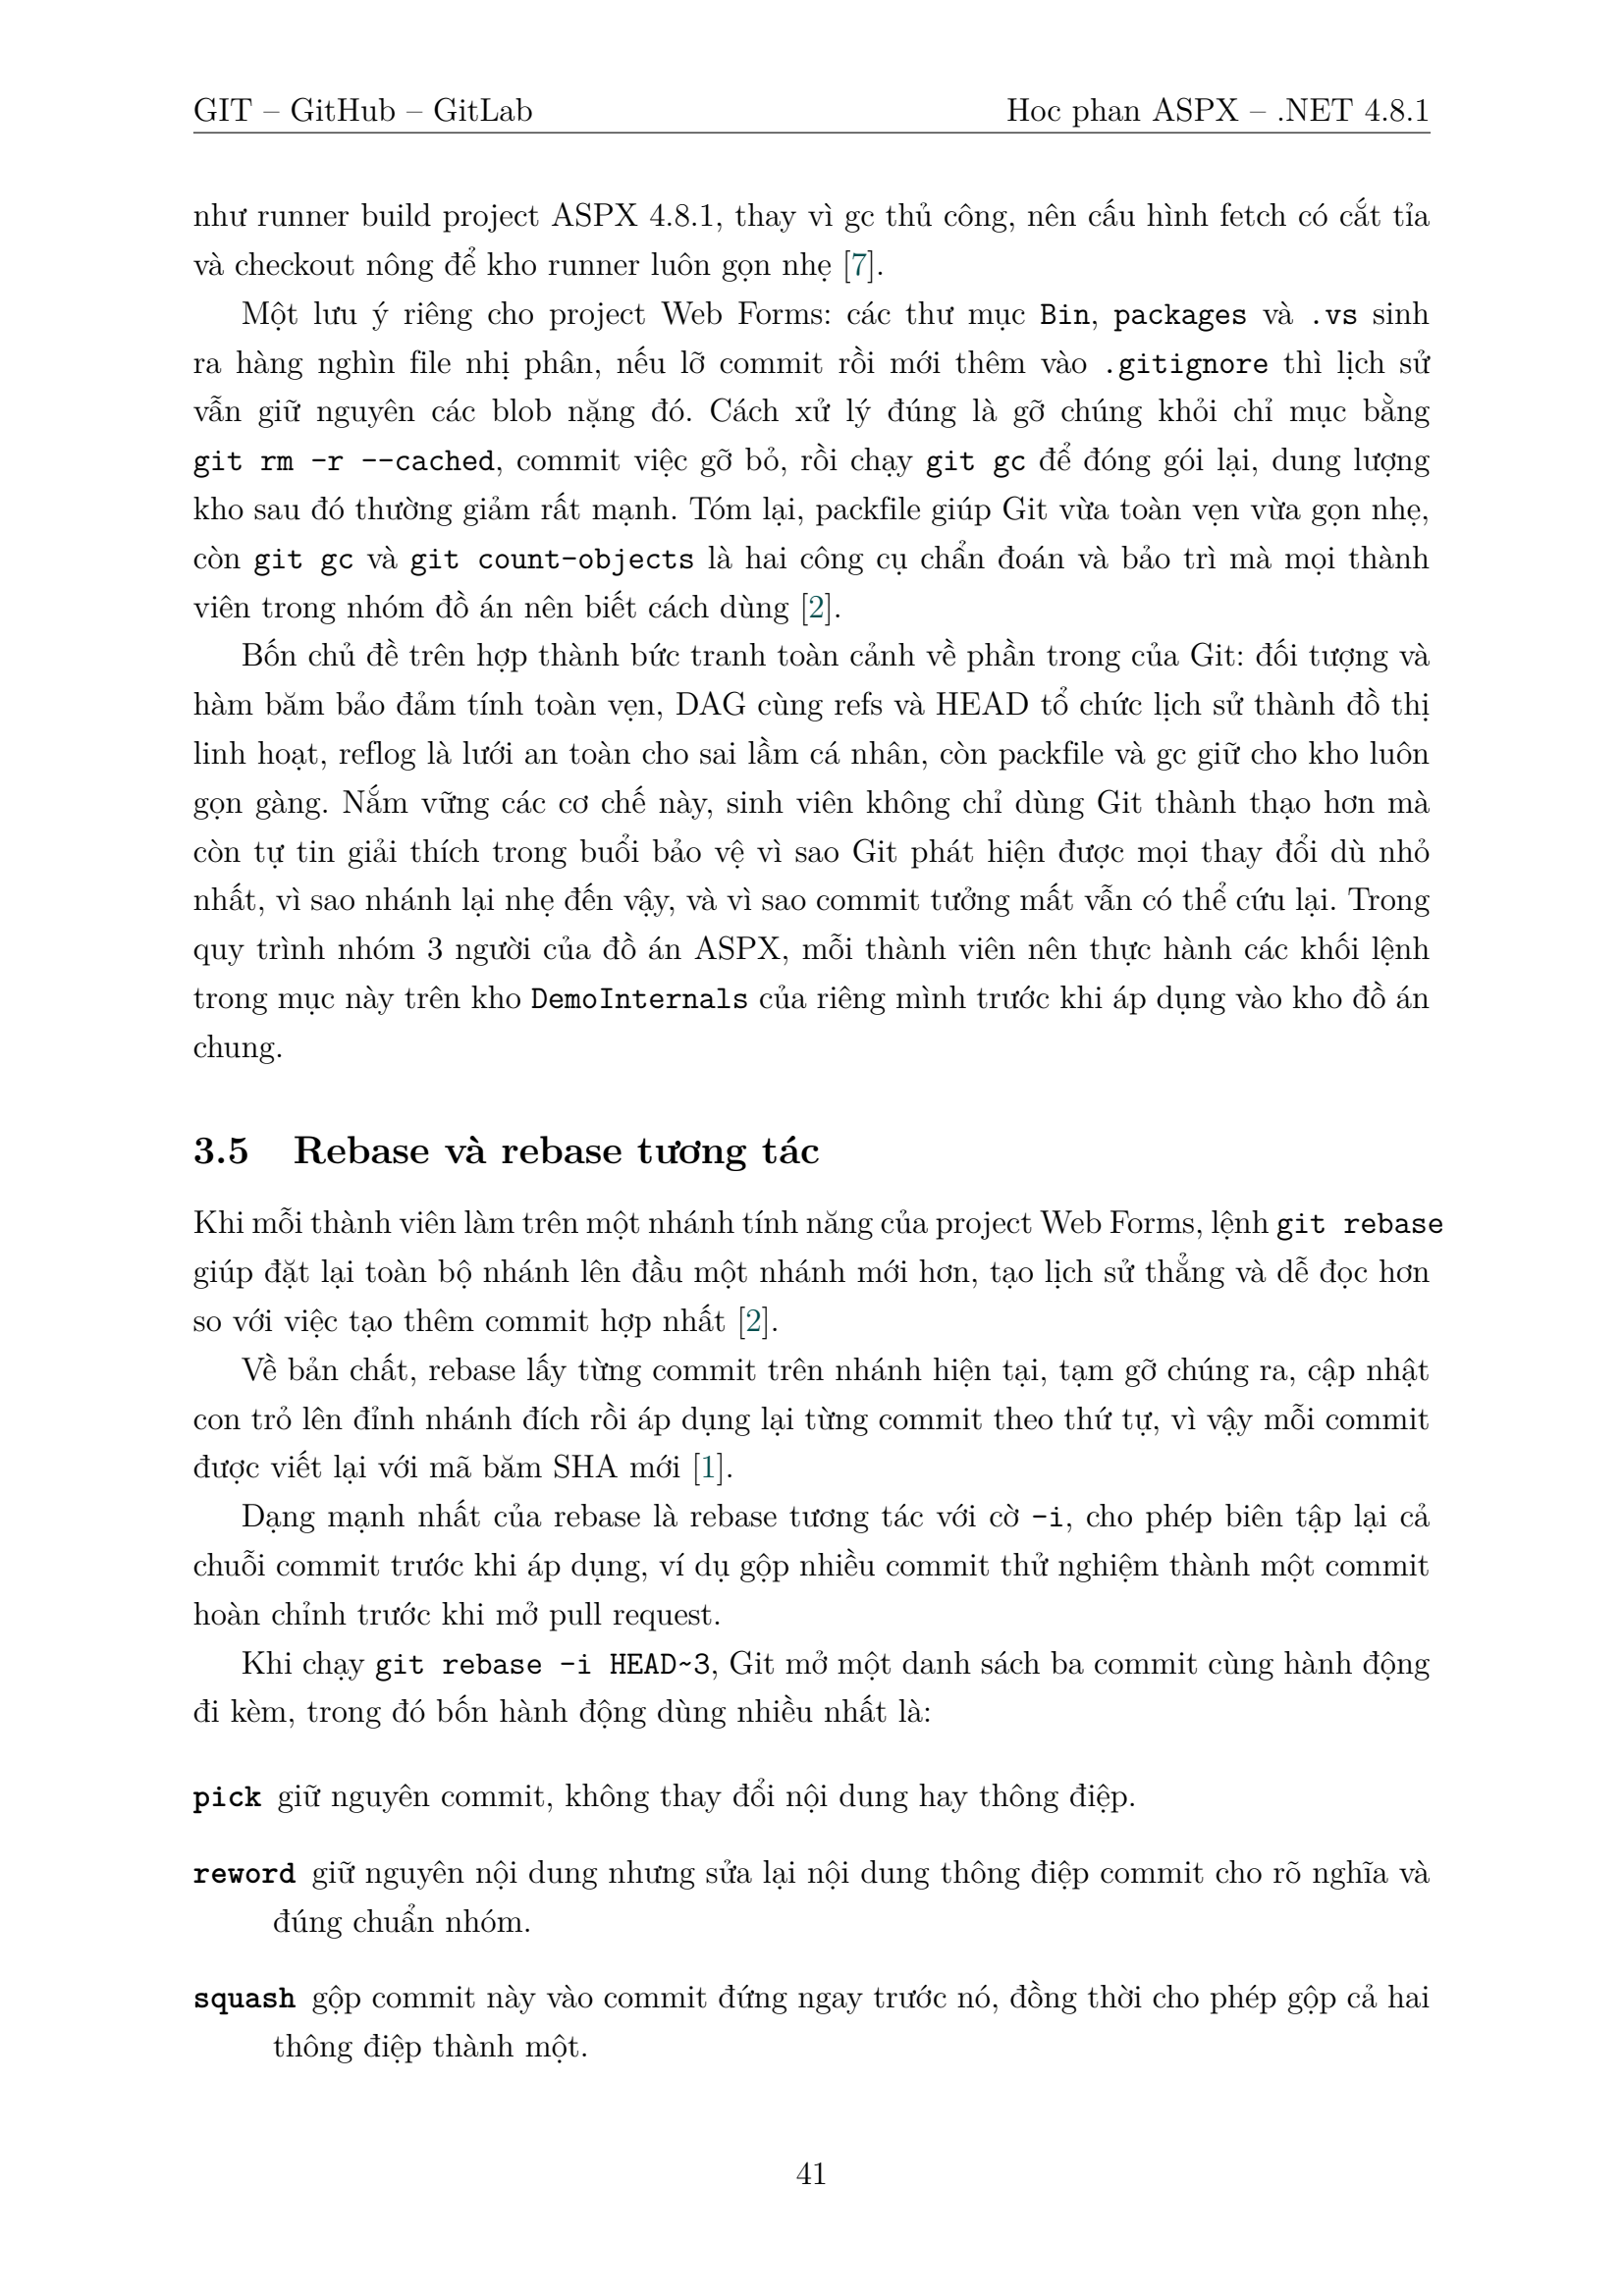 GIT – GitHub – GitLab Hoc phan ASPX – .NET 4.8.1
như runner build project ASPX 4.8.1, thay vì gc thủ công, nên cấu hình fetch có cắt tỉa
và checkout nông để kho runner luôn gọn nhẹ [7].
Một lưu ý riêng cho project Web Forms: các thư mục Bin, packages và .vs sinh
ra hàng nghìn file nhị phân, nếu lỡ commit rồi mới thêm vào .gitignore thì lịch sử
vẫn giữ nguyên các blob nặng đó. Cách xử lý đúng là gỡ chúng khỏi chỉ mục bằng
git rm -r --cached, commit việc gỡ bỏ, rồi chạy git gc để đóng gói lại, dung lượng
kho sau đó thường giảm rất mạnh. Tóm lại, packfile giúp Git vừa toàn vẹn vừa gọn nhẹ,
còn git gc và git count-objects là hai công cụ chẩn đoán và bảo trì mà mọi thành
viên trong nhóm đồ án nên biết cách dùng [2].
Bốn chủ đề trên hợp thành bức tranh toàn cảnh về phần trong của Git: đối tượng và
hàm băm bảo đảm tính toàn vẹn, DAG cùng refs và HEAD tổ chức lịch sử thành đồ thị
linh hoạt, reflog là lưới an toàn cho sai lầm cá nhân, còn packfile và gc giữ cho kho luôn
gọn gàng. Nắm vững các cơ chế này, sinh viên không chỉ dùng Git thành thạo hơn mà
còn tự tin giải thích trong buổi bảo vệ vì sao Git phát hiện được mọi thay đổi dù nhỏ
nhất, vì sao nhánh lại nhẹ đến vậy, và vì sao commit tưởng mất vẫn có thể cứu lại. Trong
quy trình nhóm 3 người của đồ án ASPX, mỗi thành viên nên thực hành các khối lệnh
trong mục này trên kho DemoInternals của riêng mình trước khi áp dụng vào kho đồ án
chung.
3.5 Rebase và rebase tương tác
Khi mỗi thành viên làm trên một nhánh tính năng của project Web Forms, lệnh git rebase
giúp đặt lại toàn bộ nhánh lên đầu một nhánh mới hơn, tạo lịch sử thẳng và dễ đọc hơn
so với việc tạo thêm commit hợp nhất [2].
Về bản chất, rebase lấy từng commit trên nhánh hiện tại, tạm gỡ chúng ra, cập nhật
con trỏ lên đỉnh nhánh đích rồi áp dụng lại từng commit theo thứ tự, vì vậy mỗi commit
được viết lại với mã băm SHA mới [1].
Dạng mạnh nhất của rebase là rebase tương tác với cờ -i, cho phép biên tập lại cả
chuỗi commit trước khi áp dụng, ví dụ gộp nhiều commit thử nghiệm thành một commit
hoàn chỉnh trước khi mở pull request.
Khi chạy git rebase -i HEAD~3, Git mở một danh sách ba commit cùng hành động
đi kèm, trong đó bốn hành động dùng nhiều nhất là:
pick giữ nguyên commit, không thay đổi nội dung hay thông điệp.
reword giữ nguyên nội dung nhưng sửa lại nội dung thông điệp commit cho rõ nghĩa và
đúng chuẩn nhóm.
squash gộp commit này vào commit đứng ngay trước nó, đồng thời cho phép gộp cả hai
thông điệp thành một.
41